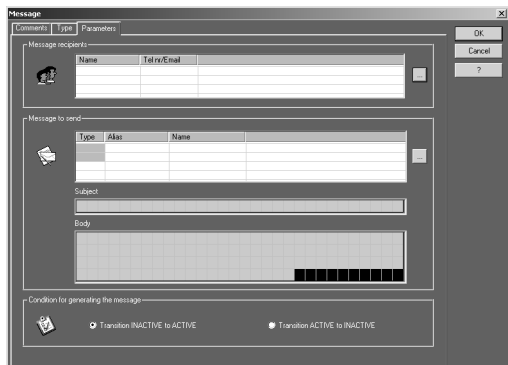 Message
Comments Type Parameters
OK
Cancel
?
Message recipients
Name Tel nr/Email
...
Message to send
Type Alias Name
...
Subject
Body
Condition for generating the message
Transition INACTIVE to ACTIVE
Transition ACTIVE to INACTIVE